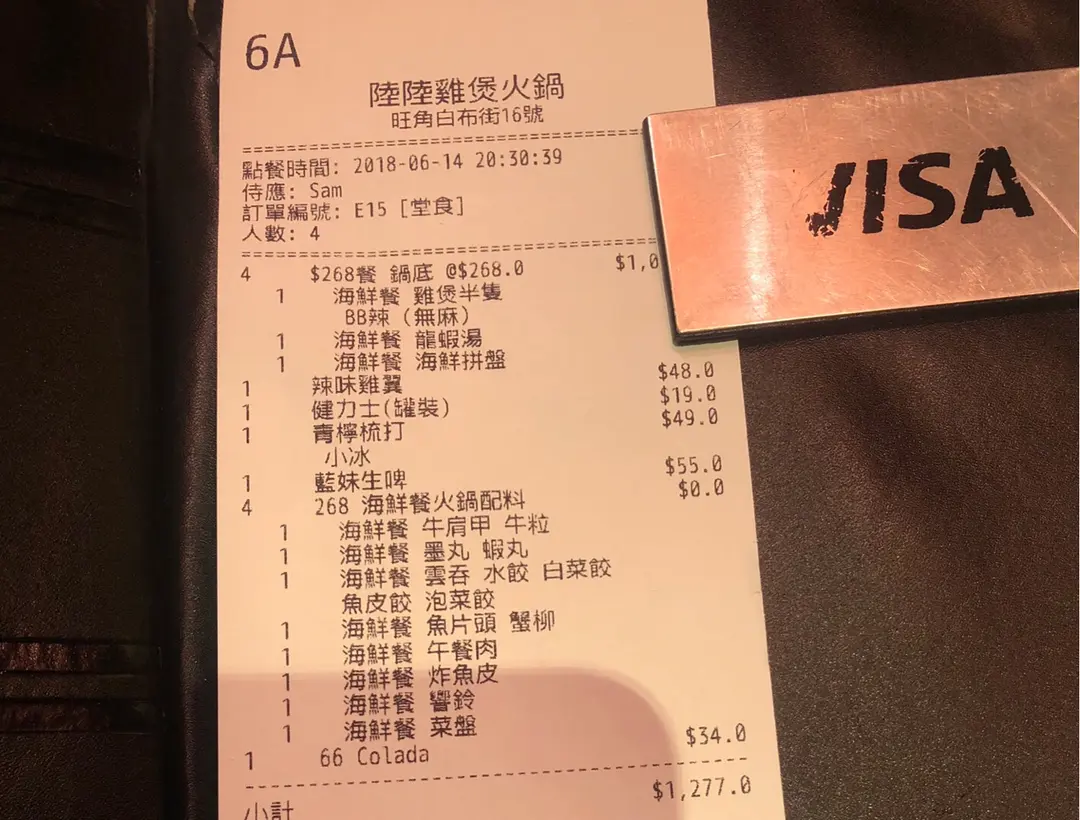 6A
陸陸雞煲火鍋
旺角白布街16號
點餐時間: 2018-06-14 20:30:39
侍應: Sam
訂單編號: E15 [堂食]
人數: 4
4 $268餐 鍋底 @$268.0 $1,0
1 海鮮餐 雞煲半隻
BB辣 (無麻)
1 海鮮餐 龍蝦湯
1 海鮮餐 海鮮拼盤
1 辣味雞翼 $48.0
1 健力士(罐裝) $19.0
1 青檸梳打 $49.0
小冰
1 藍妹生啤 $55.0
4 268 海鮮餐火鍋配料 $0.0
1 海鮮餐 牛肩甲 牛粒
1 海鮮餐 墨丸 蝦丸
1 海鮮餐 雲吞 水餃 白菜餃
魚皮餃 泡菜餃
1 海鮮餐 魚片頭 蟹柳
1 海鮮餐 午餐肉
1 海鮮餐 炸魚皮
1 海鮮餐 響鈴
1 海鮮餐 菜盤
1 66 Colada $34.0
小計 $1,277.0
VISA